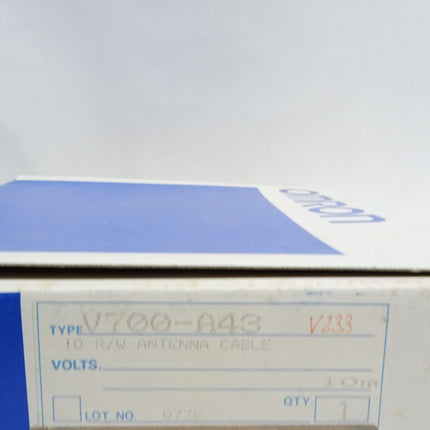 omron
TYPE V700-A43 V233
ID R/W ANTENNA CABLE
VOLTS.
10m
QTY. 1
LOT NO. 0778